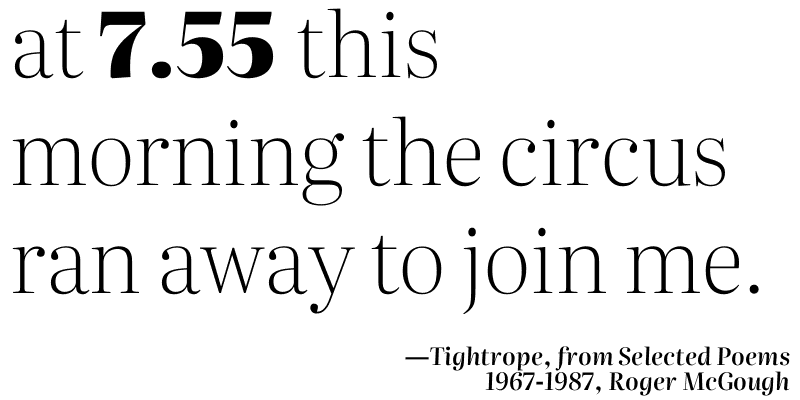 at 7.55 this
morning the circus
ran away to join me.
—Tightrope, from Selected Poems
1967-1987, Roger McGough